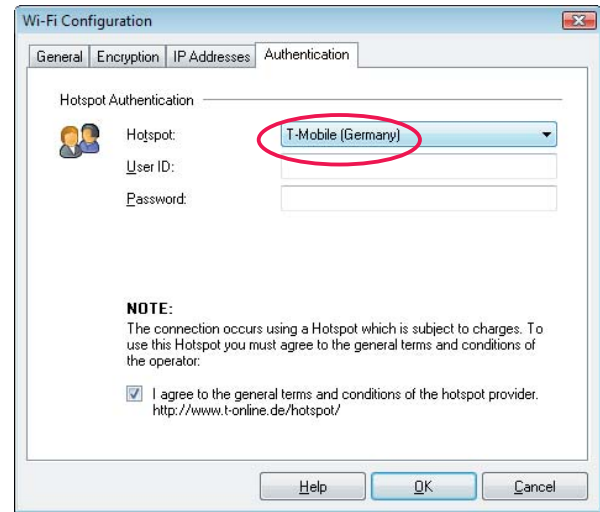 Wi-Fi Configuration
General Encryption IP Addresses Authentication
Hotspot Authentication
Hotspot: T-Mobile (Germany)
User ID:
Password:
NOTE:
The connection occurs using a Hotspot which is subject to charges. To
use this Hotspot you must agree to the general terms and conditions of
the operator:
I agree to the general terms and conditions of the hotspot provider.
http://www.t-online.de/hotspot/
Help OK Cancel